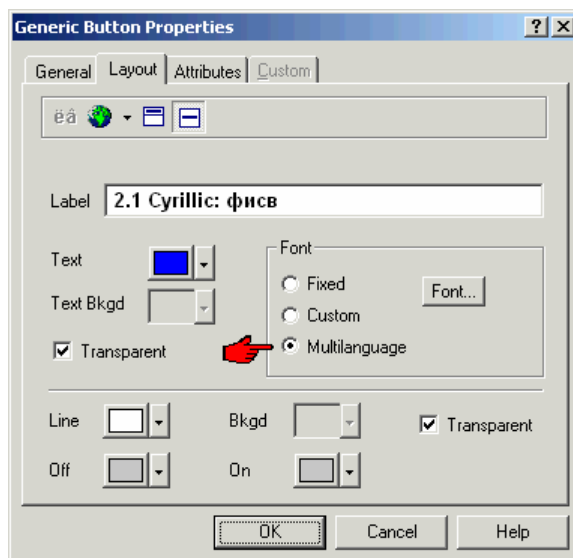 Generic Button Properties
General Layout Attributes Custom
ëâ
Label 2.1 Cyrillic: фисв
Text
Font
Fixed
Font...
Text Bkgd
Custom
Transparent
Multilanguage
Line Bkgd Transparent
Off On
OK Cancel Help